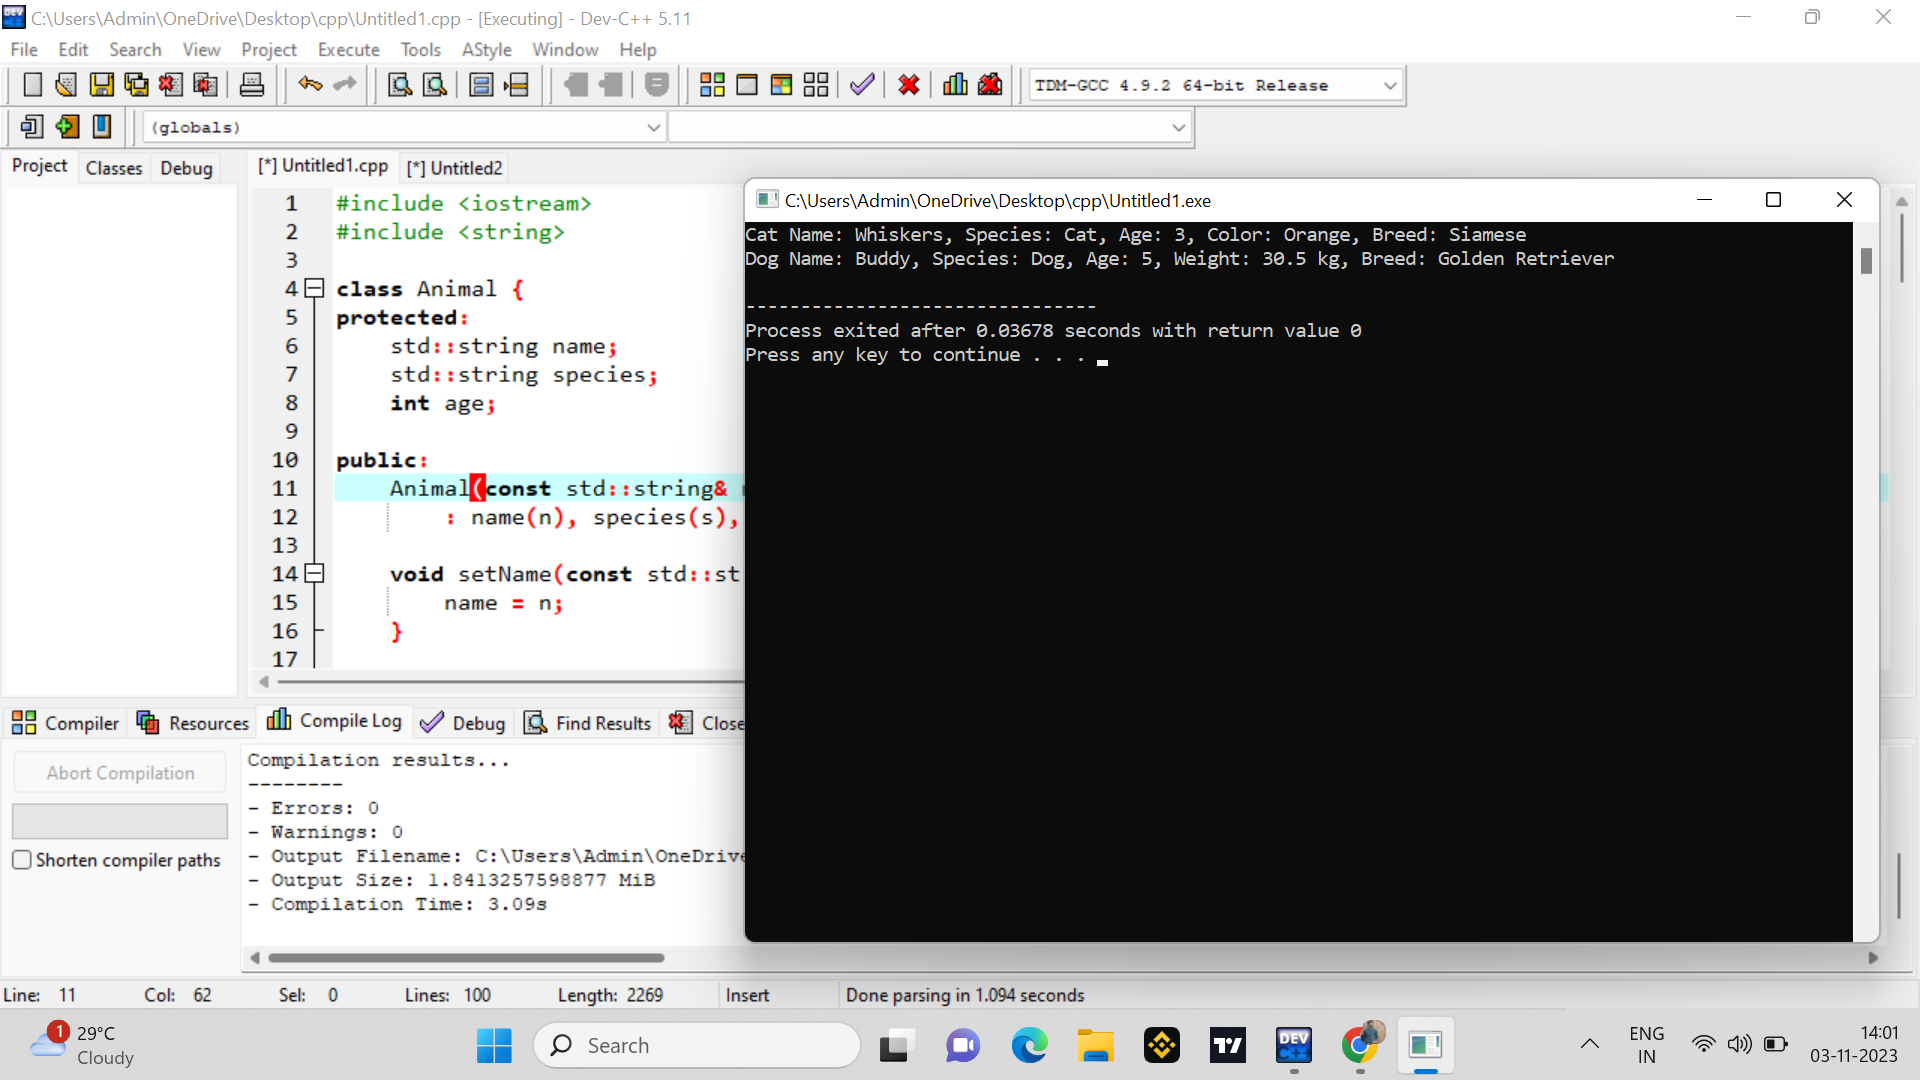 C:\Users\Admin\OneDrive\Desktop\cpp\Untitled1.cpp - [Executing] - Dev-C++ 5.11
File Edit Search View Project Execute Tools AStyle Window Help
TDM-GCC 4.9.2 64-bit Release
(globals)
Project Classes Debug
[*] Untitled1.cpp [*] Untitled2
1 #include <iostream>
2 #include <string>
3
4 class Animal {
5 protected:
6 std::string name;
7 std::string species;
8 int age;
9
10 public:
11 Animal(const std::string&
12 : name(n), species(s),
13
14 void setName(const std::st
15 name = n;
16 }
17
C:\Users\Admin\OneDrive\Desktop\cpp\Untitled1.exe
Cat Name: Whiskers, Species: Cat, Age: 3, Color: Orange, Breed: Siamese
Dog Name: Buddy, Species: Dog, Age: 5, Weight: 30.5 kg, Breed: Golden Retriever
--------------------------------
Process exited after 0.03678 seconds with return value 0
Press any key to continue . . .
Compiler Resources Compile Log Debug Find Results Close
Abort Compilation
Shorten compiler paths
Compilation results...
--------
- Errors: 0
- Warnings: 0
- Output Filename: C:\Users\Admin\OneDrive
- Output Size: 1.8413257598877 MiB
- Compilation Time: 3.09s
Line: 11 Col: 62 Sel: 0 Lines: 100 Length: 2269 Insert Done parsing in 1.094 seconds
1
29°C
Cloudy
Search
DEV
C++
ENG
IN
14:01
03-11-2023